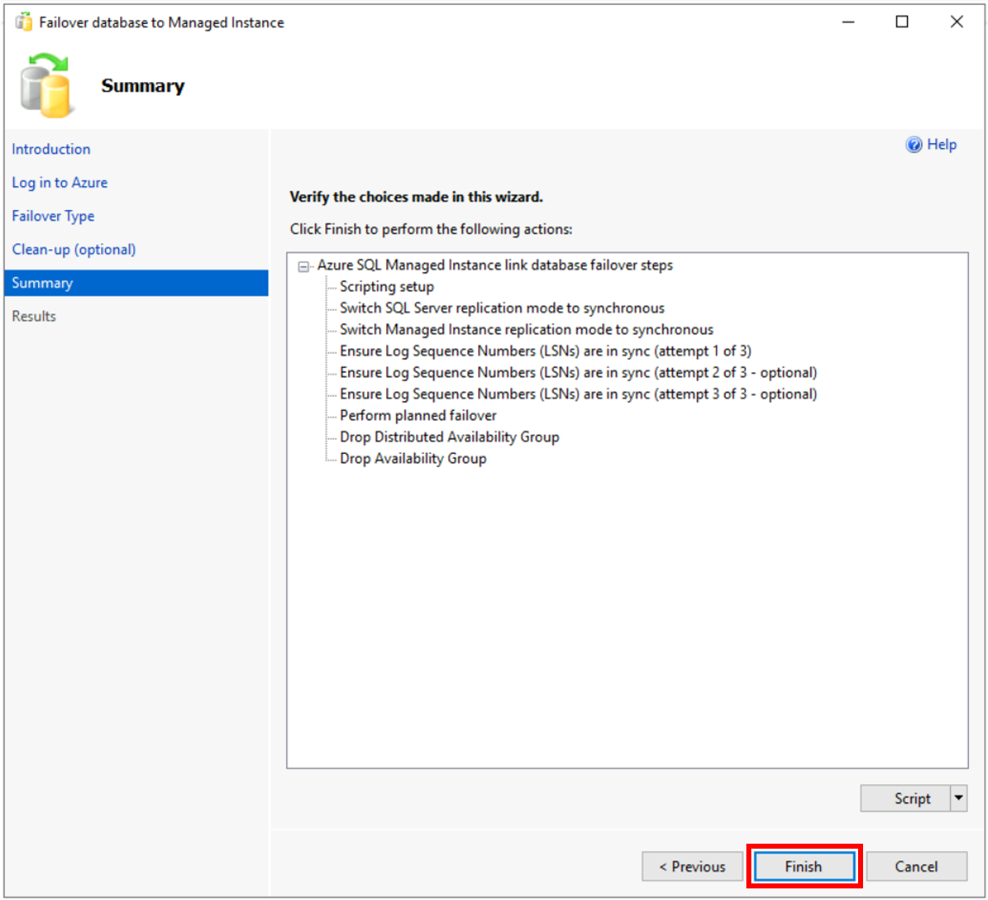 Failover database to Managed Instance
Summary
Introduction
Log in to Azure
Failover Type
Clean-up (optional)
Summary
Results
Help
Verify the choices made in this wizard.
Click Finish to perform the following actions:
Azure SQL Managed Instance link database failover steps
Scripting setup
Switch SQL Server replication mode to synchronous
Switch Managed Instance replication mode to synchronous
Ensure Log Sequence Numbers (LSNs) are in sync (attempt 1 of 3)
Ensure Log Sequence Numbers (LSNs) are in sync (attempt 2 of 3 - optional)
Ensure Log Sequence Numbers (LSNs) are in sync (attempt 3 of 3 - optional)
Perform planned failover
Drop Distributed Availability Group
Drop Availability Group
Script
< Previous
Finish
Cancel